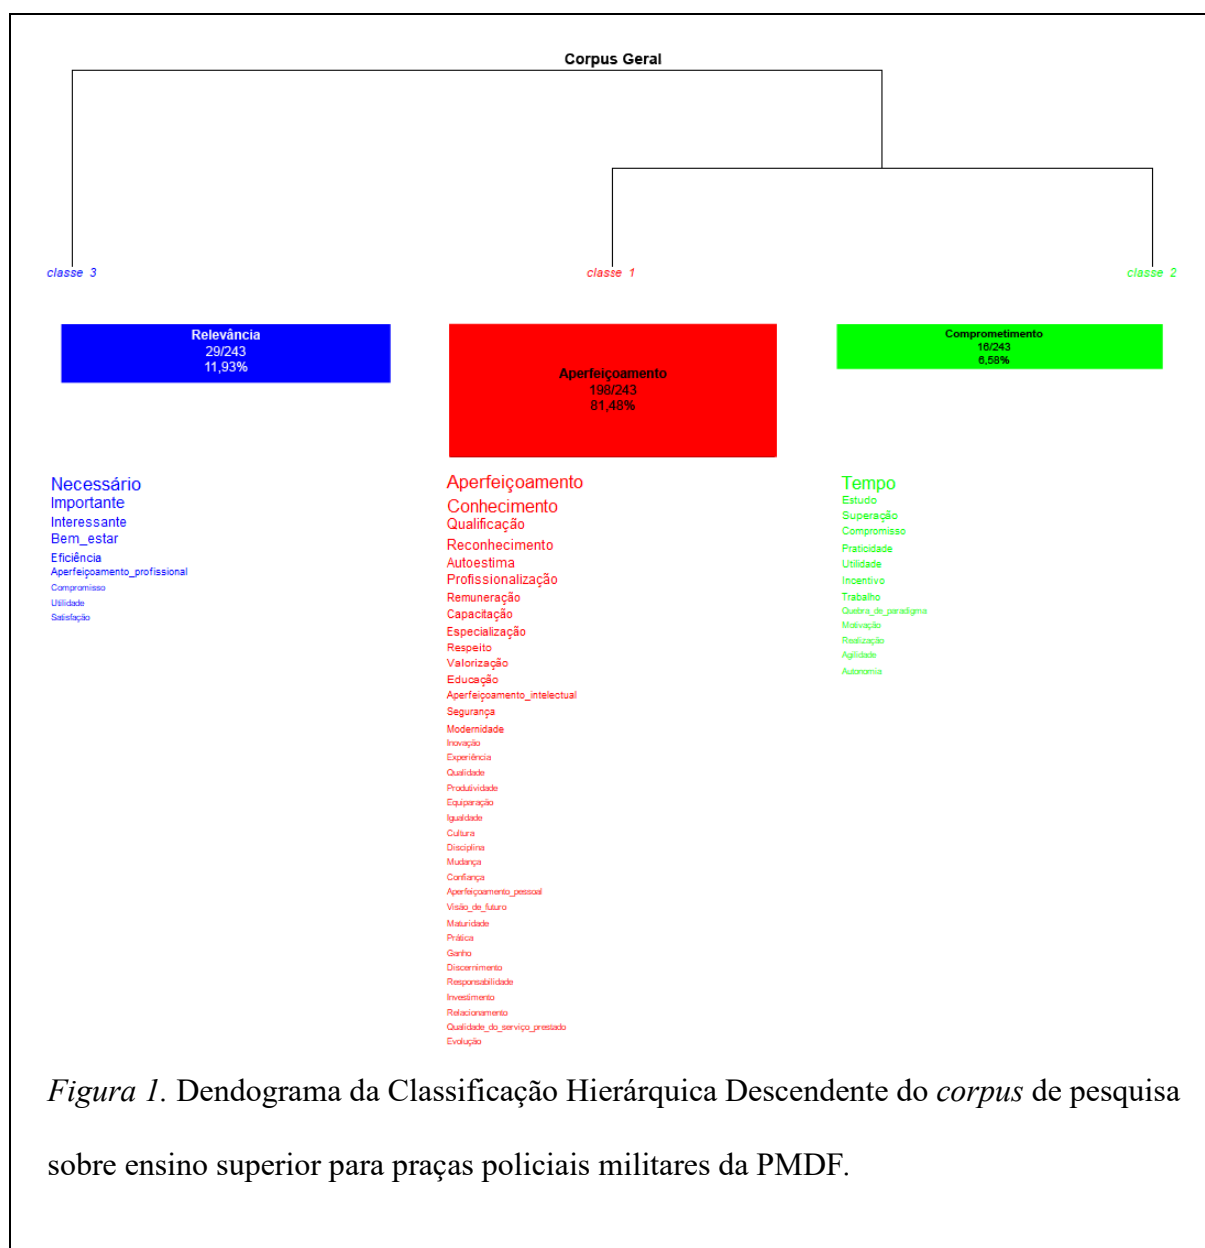 Corpus Geral
classe 3
classe 1
classe 2
Relevância
29/243
11,93%
Aperfeiçoamento
198/243
81,48%
Comprometimento
16/243
6,58%
Necessário
Importante
Interessante
Bem_estar
Eficiência
Aperfeiçoamento_profissional
Compromisso
Utilidade
Satisfação
Aperfeiçoamento
Conhecimento
Qualificação
Reconhecimento
Autoestima
Profissionalização
Remuneração
Capacitação
Especialização
Respeito
Valorização
Educação
Aperfeiçoamento_intelectual
Segurança
Modernidade
Inovação
Experiência
Qualidade
Produtividade
Equiparação
Igualdade
Cultura
Disciplina
Mudança
Confiança
Aperfeiçoamento_pessoal
Visão_de_futuro
Maturidade
Prática
Ganho
Discernimento
Responsabilidade
Investimento
Relacionamento
Qualidade_do_serviço_prestado
Evolução
Tempo
Estudo
Superação
Compromisso
Praticidade
Utilidade
Incentivo
Trabalho
Quebra_de_paradigma
Motivação
Realização
Agilidade
Autonomia
Figura 1. Dendograma da Classificação Hierárquica Descendente do corpus de pesquisa
sobre ensino superior para praças policiais militares da PMDF.